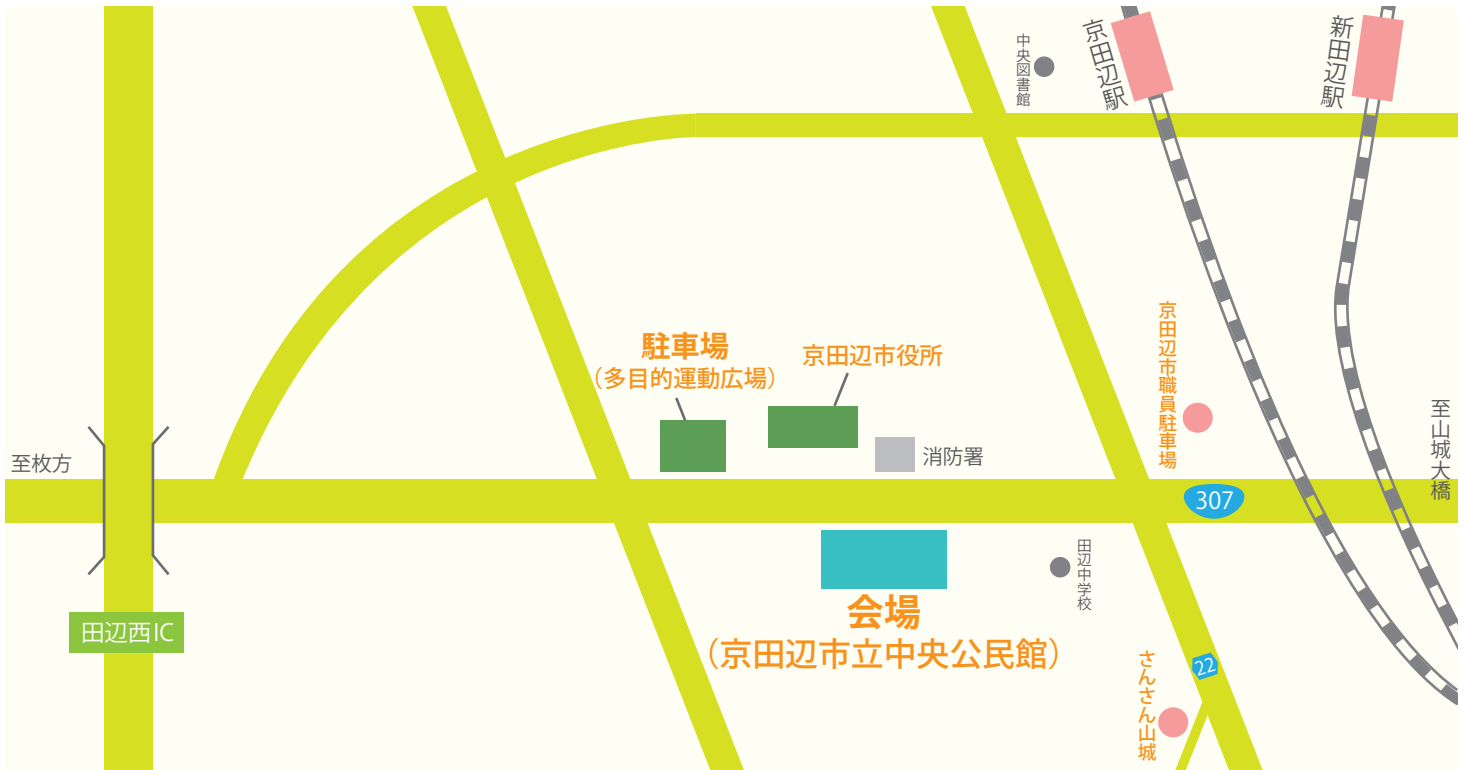 中央図書館
京田辺駅
新田辺駅
駐車場
（多目的運動広場）
京田辺市役所
京田辺市職員駐車場
至山城大橋
至枚方
消防署
307
田辺中学校
会場
（京田辺市立中央公民館）
田辺西IC
22
さんさん山城